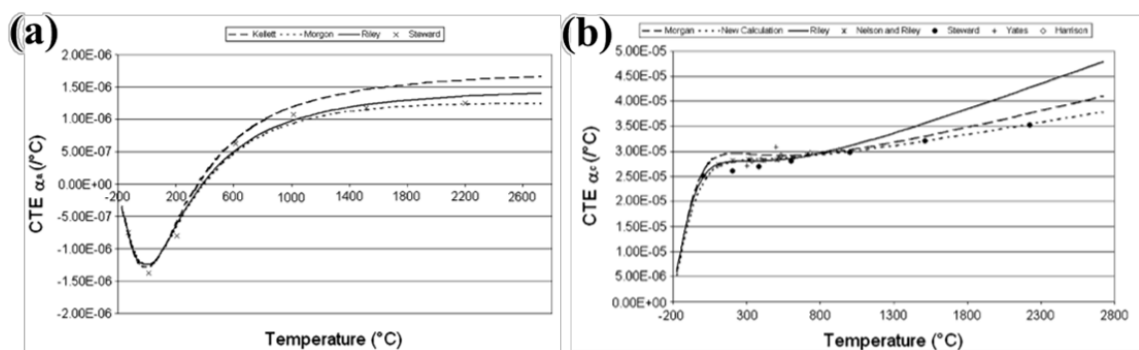 (a)
Kellett Morgon Riley Steward
2.00E-06
1.50E-06
1.00E-06
5.00E-07
0.00E+00
-5.00E-07
-1.00E-06
-1.50E-06
-2.00E-06
-200 200 600 1000 1400 1800 2200 2600
CTE αa (/°C)
Temperature (°C)
(b)
Morgan New Calculation Riley Nelson and Riley Steward Yates Harrison
5.00E-05
4.50E-05
4.00E-05
3.50E-05
3.00E-05
2.50E-05
2.00E-05
1.50E-05
1.00E-05
5.00E-06
0.00E+00
-200 300 800 1300 1800 2300 2800
CTE αc (/°C)
Temperature (°C)